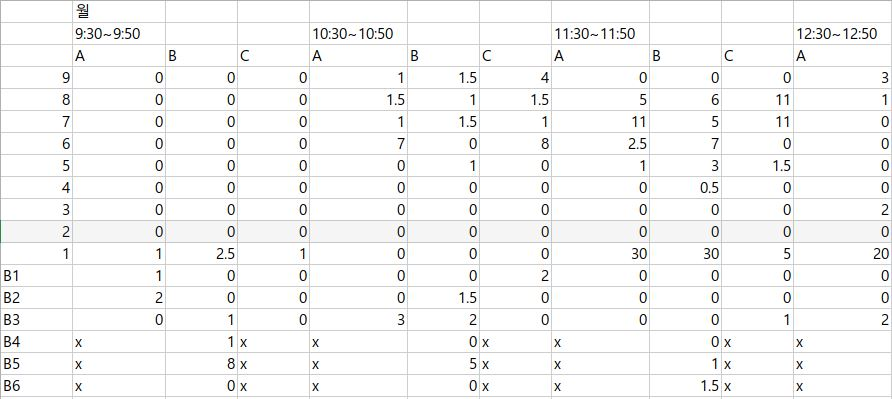 월
9:30~9:50 10:30~10:50 11:30~11:50 12:30~12:50
A B C A B C A B C A
9 0 0 0 1 1.5 4 0 0 0 3
8 0 0 0 1.5 1 1.5 5 6 11 1
7 0 0 0 1 1.5 1 11 5 11 0
6 0 0 0 7 0 8 2.5 7 0 0
5 0 0 0 0 1 0 1 3 1.5 0
4 0 0 0 0 0 0 0 0.5 0 0
3 0 0 0 0 0 0 0 0 0 2
2 0 0 0 0 0 0 0 0 0 0
1 1 2.5 1 0 0 0 30 30 5 20
B1 1 0 0 0 0 2 0 0 0 0
B2 2 0 0 0 1.5 0 0 0 0 0
B3 0 1 0 3 2 0 0 0 1 2
B4 x 1 x x 0 x x 0 x x
B5 x 8 x x 5 x x 1 x x
B6 x 0 x x 0 x x 1.5 x x